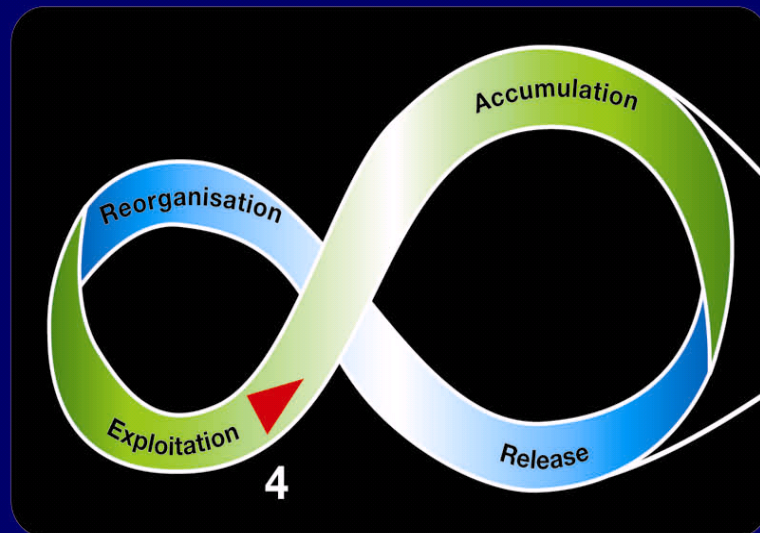 Accumulation
Reorganisation
Exploitation
Release
4